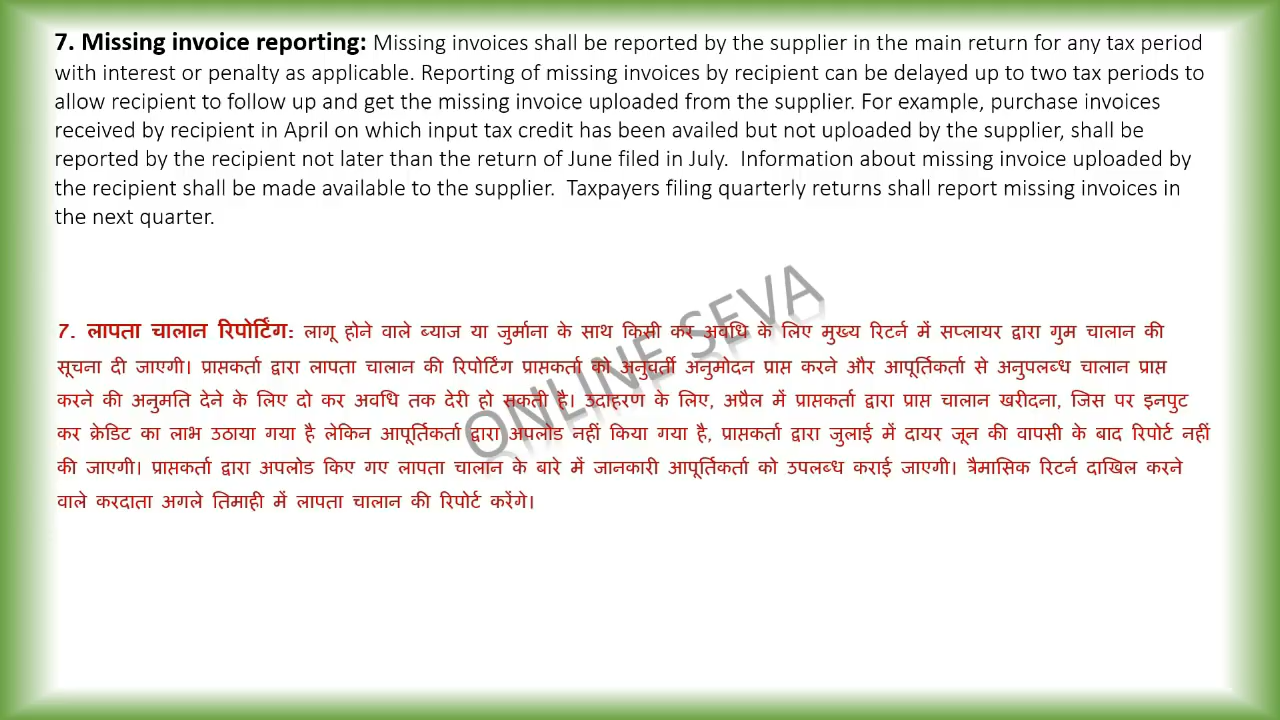 7. Missing invoice reporting: Missing invoices shall be reported by the supplier in the main return for any tax period
with interest or penalty as applicable. Reporting of missing invoices by recipient can be delayed up to two tax periods to
allow recipient to follow up and get the missing invoice uploaded from the supplier. For example, purchase invoices
received by recipient in April on which input tax credit has been availed but not uploaded by the supplier, shall be
reported by the recipient not later than the return of June filed in July.  Information about missing invoice uploaded by
the recipient shall be made available to the supplier.  Taxpayers filing quarterly returns shall report missing invoices in
the next quarter.
7. लापता चालान रिपोर्टिंग: लागू होने वाले ब्याज या जुर्माना के साथ किसी कर अवधि के लिए मुख्य रिटर्न में सप्लायर द्वारा गुम चालान की
सूचना दी जाएगी। प्राप्तकर्ता द्वारा लापता चालान की रिपोर्टिंग प्राप्तकर्ता को अनुवर्ती अनुमोदन प्राप्त करने और आपूर्तिकर्ता से अनुपलब्ध चालान प्राप्त
करने की अनुमति देने के लिए दो कर अवधि तक देरी हो सकती है। उदाहरण के लिए, अप्रैल में प्राप्तकर्ता द्वारा प्राप्त चालान खरीदना, जिस पर इनपुट
कर क्रेडिट का लाभ उठाया गया है लेकिन आपूर्तिकर्ता द्वारा अपलोड नहीं किया गया है, प्राप्तकर्ता द्वारा जुलाई में दायर जून की वापसी के बाद रिपोर्ट नहीं
की जाएगी। प्राप्तकर्ता द्वारा अपलोड किए गए लापता चालान के बारे में जानकारी आपूर्तिकर्ता को उपलब्ध कराई जाएगी। त्रैमासिक रिटर्न दाखिल करने
वाले करदाता अगले तिमाही में लापता चालान की रिपोर्ट करेंगे।
ONLINE SEVA